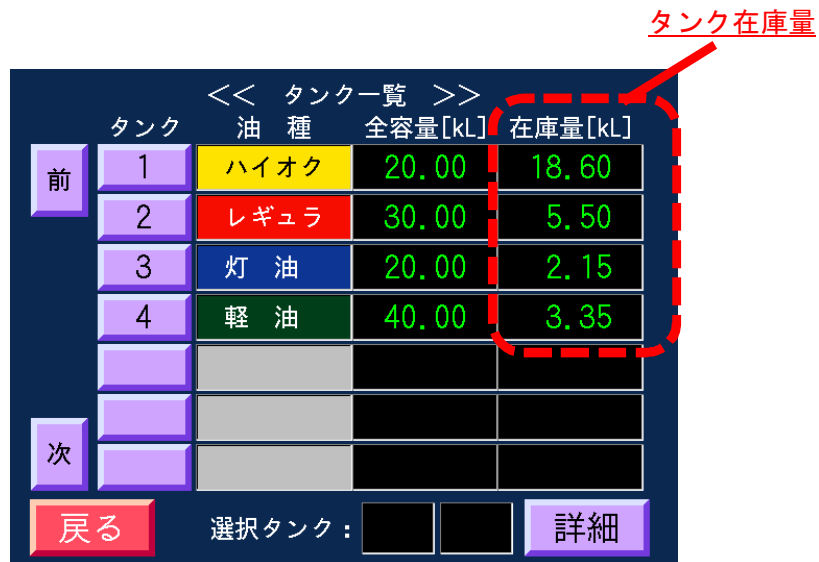 タンク在庫量
<< タンク一覧 >>
タンク 油 種 全容量[kL] 在庫量[kL]
前
1 ハイオク 20.00 18.60
2 レギュラ 30.00 5.50
3 灯 油 20.00 2.15
4 軽 油 40.00 3.35
次
戻る 選択タンク: 詳細